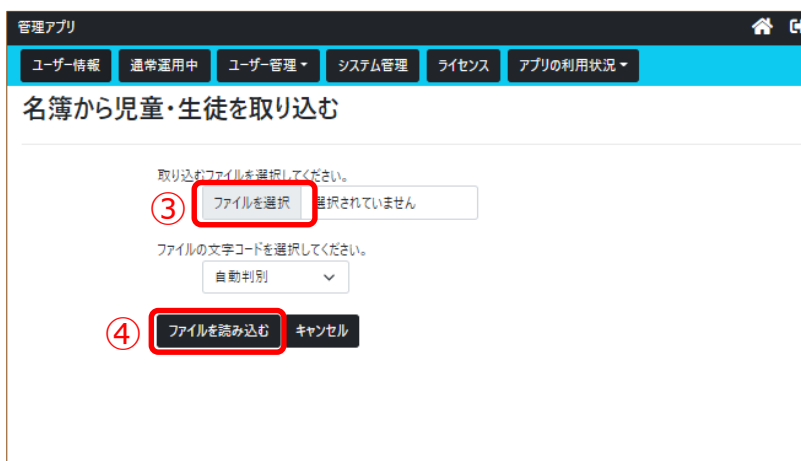 管理アプリ
ユーザー情報 通常運用中 ユーザー管理 システム管理 ライセンス アプリの利用状況
名簿から児童・生徒を取り込む
取り込むファイルを選択してください。
③ ファイルを選択 選択されていません
ファイルの文字コードを選択してください。
自動判別
④ ファイルを読み込む キャンセル